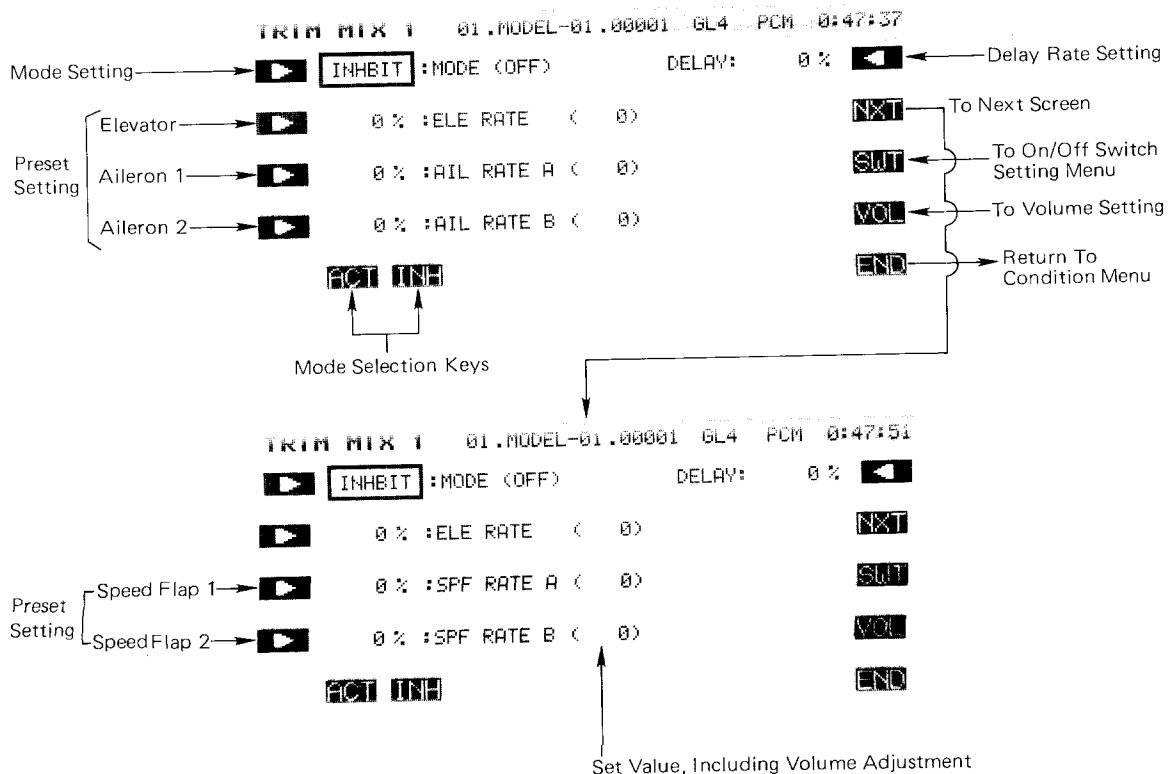 TRIM MIX 1 01.MODEL-01.00001 GL4 PCM 0:47:37
Mode Setting INHBIT :MODE (OFF) DELAY: 0 % Delay Rate Setting
NXT To Next Screen
Elevator 0 % :ELE RATE ( 0)
Preset Setting
Aileron 1 0 % :AIL RATE A ( 0) SWT To On/Off Switch Setting Menu
Aileron 2 0 % :AIL RATE B ( 0) VOL To Volume Setting
ACT INH END Return To Condition Menu
Mode Selection Keys
TRIM MIX 1 01.MODEL-01.00001 GL4 PCM 0:47:51
INHBIT :MODE (OFF) DELAY: 0 %
0 % :ELE RATE ( 0) NXT
Preset Setting
Speed Flap 1 0 % :SPF RATE A ( 0) SWT
Speed Flap 2 0 % :SPF RATE B ( 0) VOL
ACT INH END
Set Value, Including Volume Adjustment